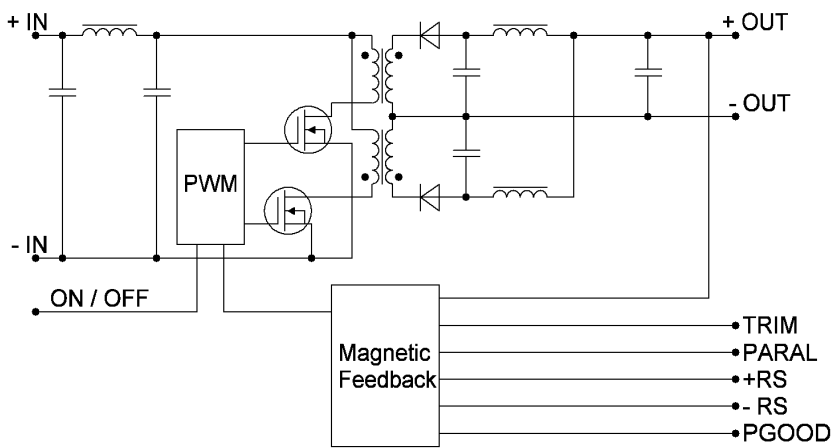 + IN
+ OUT
- OUT
PWM
- IN
ON / OFF
Magnetic
Feedback
TRIM
PARAL
+RS
- RS
PGOOD